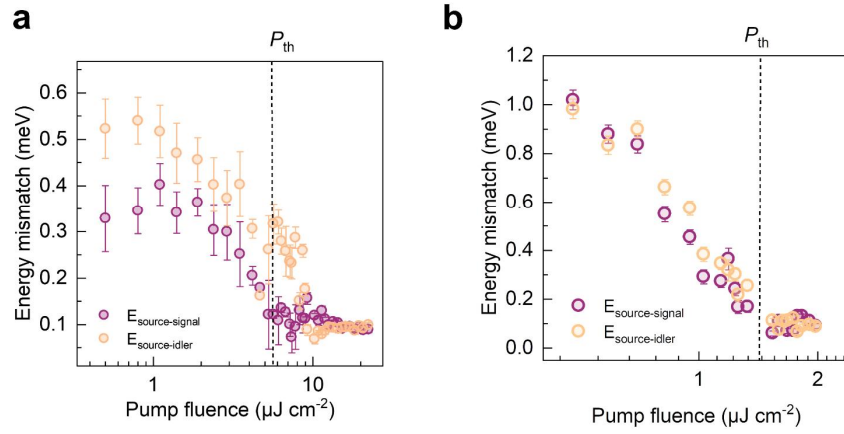 a
P_th
Energy mismatch (meV)
0.6
0.5
0.4
0.3
0.2
0.1
E_source-signal
E_source-idler
1
10
Pump fluence (μJ cm⁻²)
b
P_th
Energy mismatch (meV)
1.2
1.0
0.8
0.6
0.4
0.2
0.0
E_source-signal
E_source-idler
1
2
Pump fluence (μJ cm⁻²)